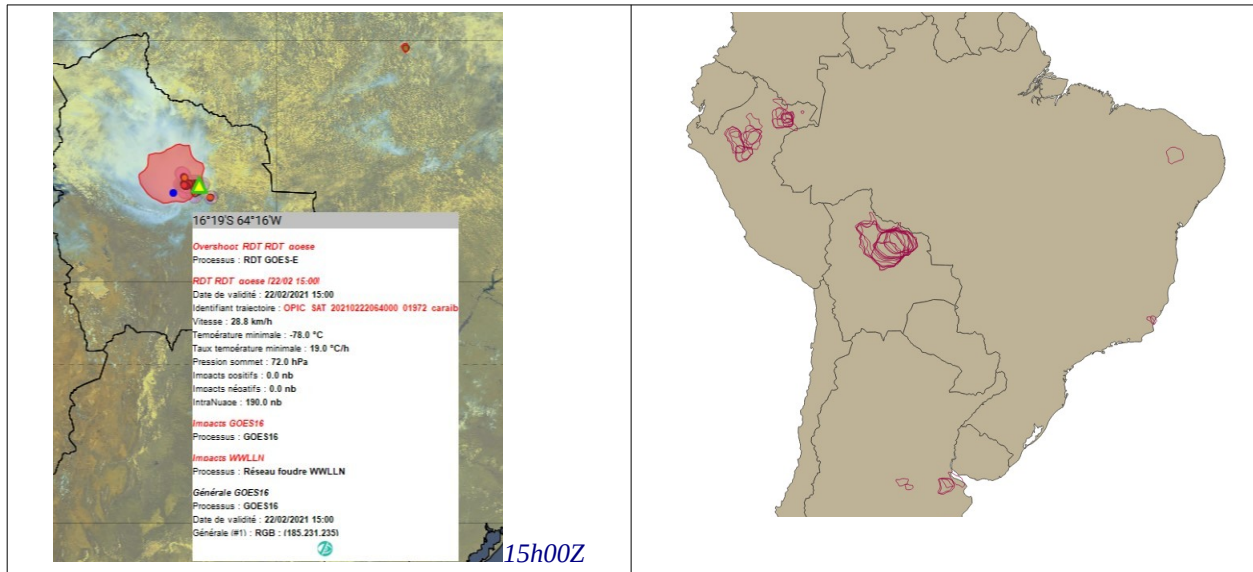 16°19'S 64°16'W
Overshoot RDT RDT goese
Processus : RDT GOES-E
RDT RDT goese [22/02 15:00]
Date de validité : 22/02/2021 15:00
Identifiant trajectoire : OPIC SAT 20210222064000 01972 caraib
Vitesse : 28.8 km/h
Température minimale : -78.0 °C
Taux température minimale : 19.0 °C/h
Pression sommet : 72.0 hPa
Impacts positifs : 0.0 nb
Impacts négatifs : 0.0 nb
IntraNuage : 190.0 nb
Impacts GOES16
Processus : GOES16
Impacts WWLLN
Processus : Réseau foudre WWLLN
Générale GOES16
Processus : GOES16
Date de validité : 22/02/2021 15:00
Générale (#1) : RGB : (185.231.235)
15h00Z